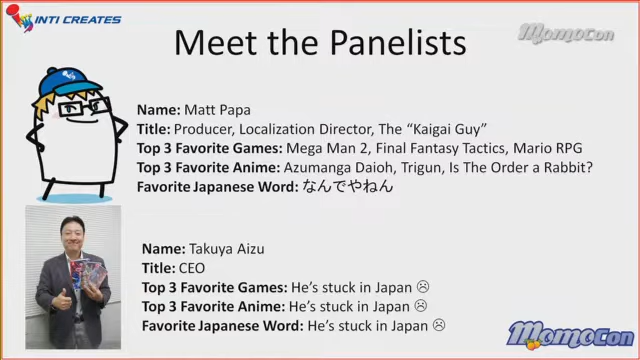 INTI CREATES
MomoCon
Meet the Panelists
Name: Matt Papa
Title: Producer, Localization Director, The “Kaigai Guy”
Top 3 Favorite Games: Mega Man 2, Final Fantasy Tactics, Mario RPG
Top 3 Favorite Anime: Azumanga Daioh, Trigun, Is The Order a Rabbit?
Favorite Japanese Word: なんでやねん
Name: Takuya Aizu
Title: CEO
Top 3 Favorite Games: He’s stuck in Japan ☹
Top 3 Favorite Anime: He’s stuck in Japan ☹
Favorite Japanese Word: He’s stuck in Japan ☹
MomoCon